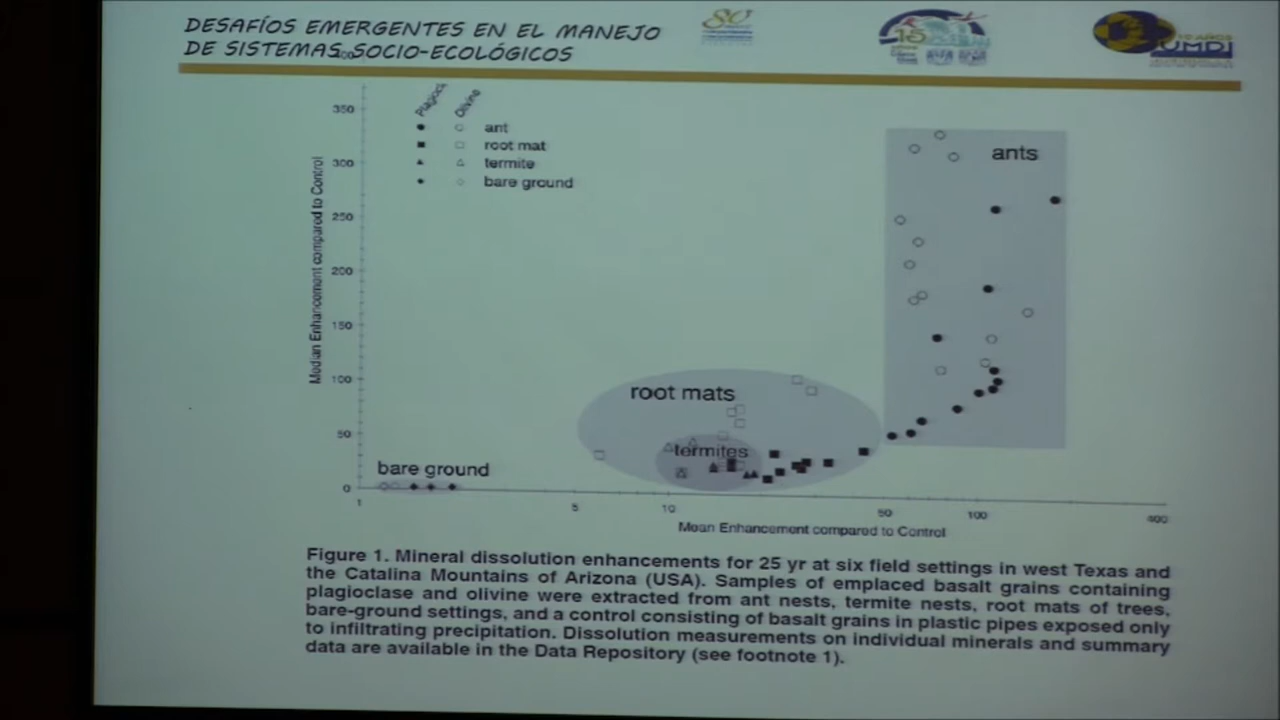 DESAFÍOS EMERGENTES EN EL MANEJO
DE SISTEMAS SOCIO-ECOLÓGICOS
80
15
UMDI
Olivine
ant
root mat
termite
bare ground
350
300
250
200
150
100
50
0
Median Enhancement compared to Control
ants
root mats
termites
bare ground
1
5
10
50
100
400
Mean Enhancement compared to Control
Figure 1. Mineral dissolution enhancements for 25 yr at six field settings in west Texas and
the Catalina Mountains of Arizona (USA). Samples of emplaced basalt grains containing
plagioclase and olivine were extracted from ant nests, termite nests, root mats of trees,
bare-ground settings, and a control consisting of basalt grains in plastic pipes exposed only
to infiltrating precipitation. Dissolution measurements on individual minerals and summary
data are available in the Data Repository (see footnote 1).